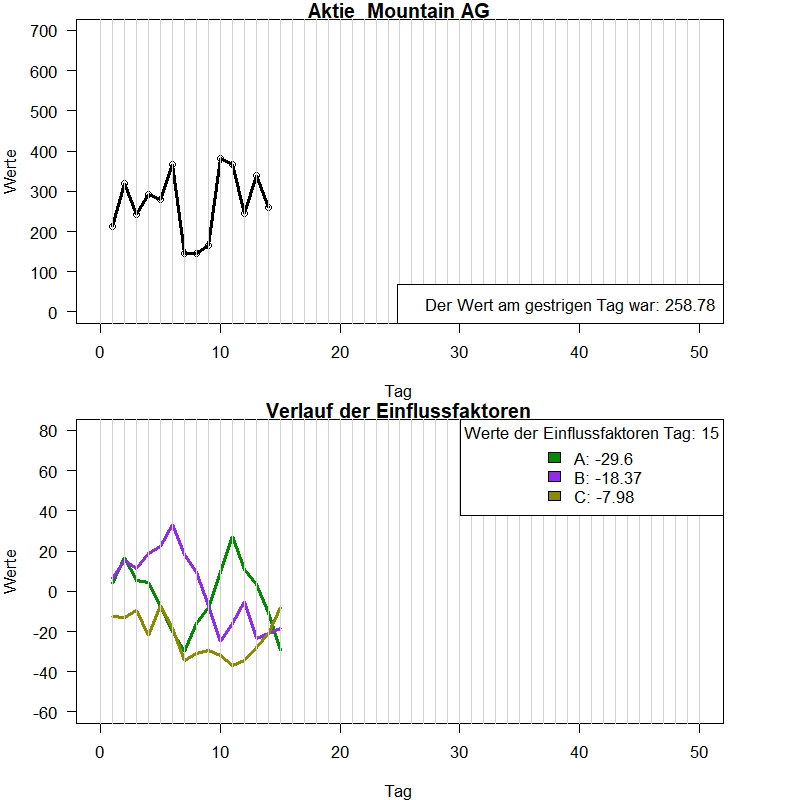 Aktie  Mountain AG
700
600
500
400
300
200
100
0
Werte
Der Wert am gestrigen Tag war: 258.78
0 10 20 30 40 50
Tag
Verlauf der Einflussfaktoren
80
60
40
20
0
-20
-40
-60
Werte
Werte der Einflussfaktoren Tag: 15
A: -29.6
B: -18.37
C: -7.98
0 10 20 30 40 50
Tag